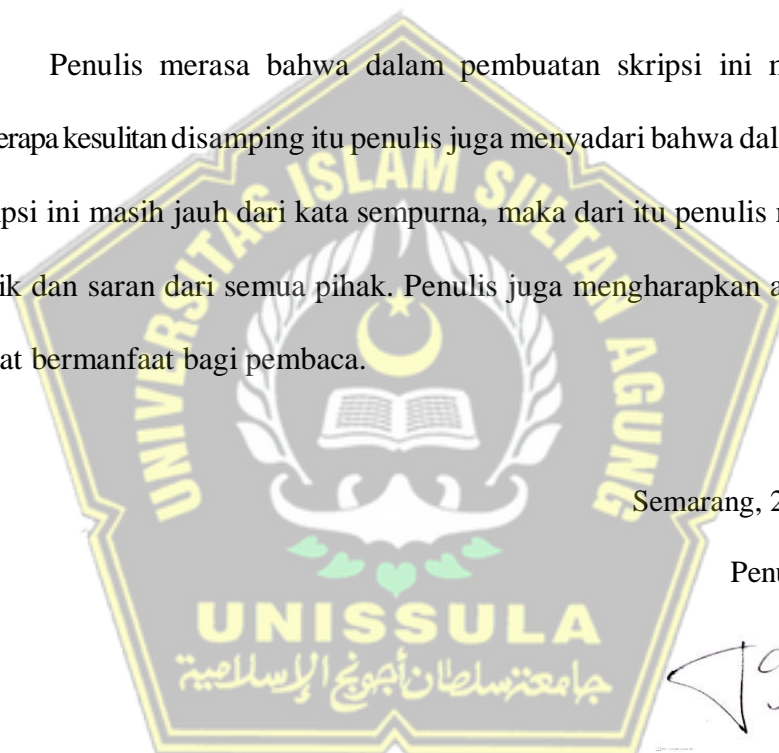 Penulis merasa bahwa dalam pembuatan skripsi ini m
erapa kesulitan disamping itu penulis juga menyadari bahwa dal
ipsi ini masih jauh dari kata sempurna, maka dari itu penulis m
ik dan saran dari semua pihak. Penulis juga mengharapkan a
at bermanfaat bagi pembaca.
UNIVERSITAS ISLAM SULTAN AGUNG
Semarang, 2
Penu
UNISSULA
جامعة سلطان أجونج الإسلامية